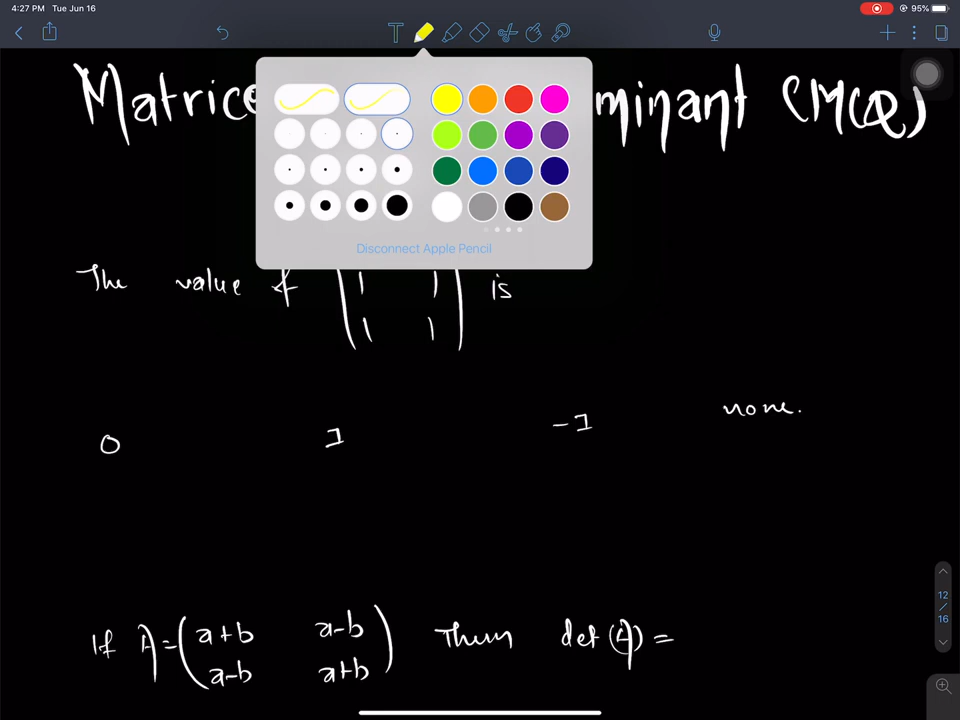 4:27 PM Tue Jun 16 95%
T
Matrice minant (MCQ)
Disconnect Apple Pencil
The value of | 1 1 | is
1 1
0 1 -1 none.
12
/
16
If A = ( a+b a-b ) Then det(A) =
a-b a+b